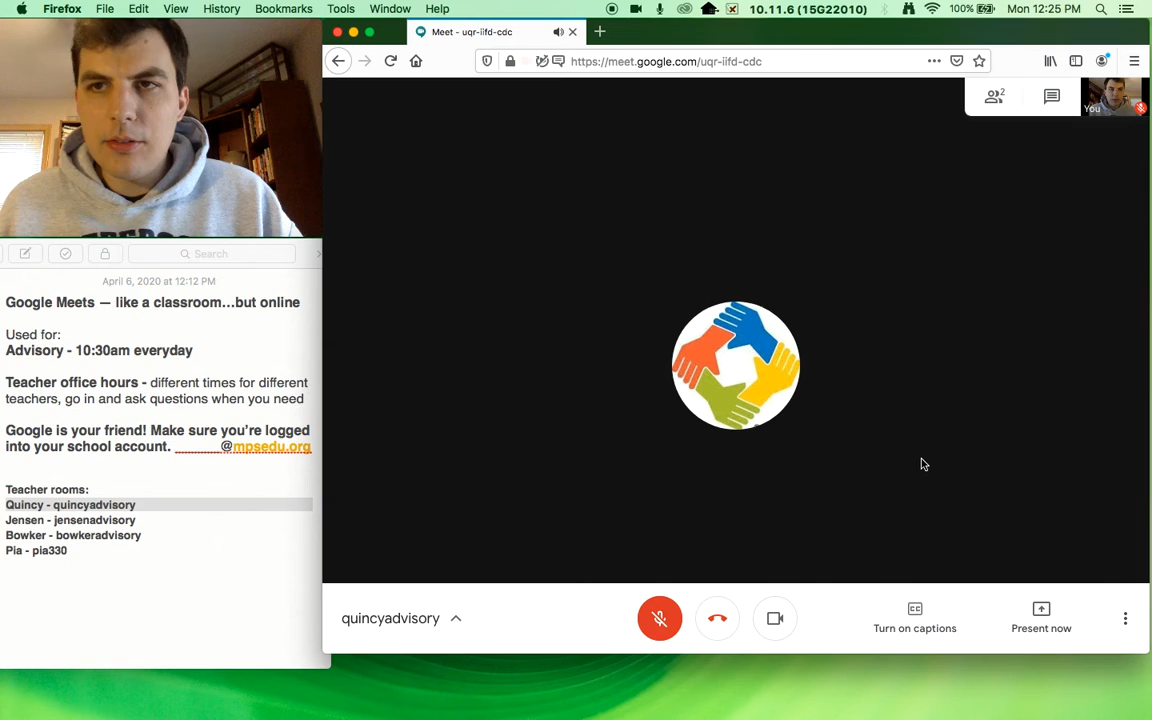 Firefox File Edit View History Bookmarks Tools Window Help 10.11.6 (15G22010) 100% Mon 12:25 PM
Meet - uqr-iifd-cdc
https://meet.google.com/uqr-iifd-cdc
2
You
Search
April 6, 2020 at 12:12 PM
Google Meets — like a classroom...but online
Used for:
Advisory - 10:30am everyday
Teacher office hours - different times for different
teachers, go in and ask questions when you need
Google is your friend! Make sure you're logged
into your school account. ______@mpsedu.org
Teacher rooms:
Quincy - quincyadvisory
Jensen - jensenadvisory
Bowker - bowkeradvisory
Pia - pia330
quincyadvisory
CC
Turn on captions
Present now